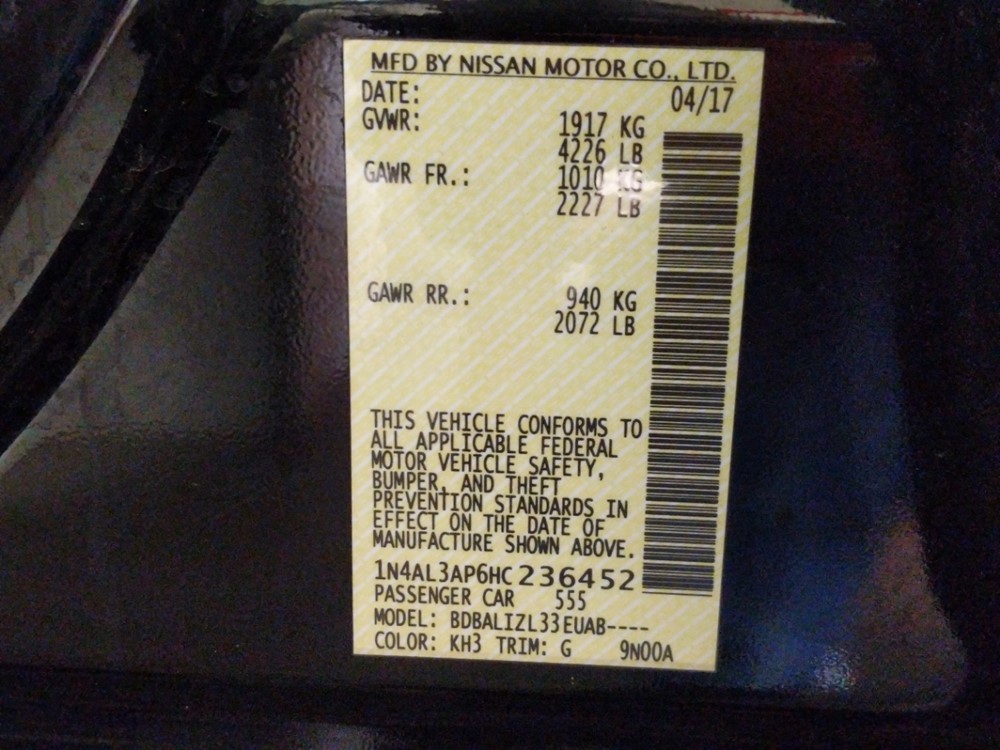 MFD BY NISSAN MOTOR CO., LTD.
DATE: 04/17
GVWR: 1917 KG
4226 LB
GAWR FR.: 1010 KG
2227 LB
GAWR RR.: 940 KG
2072 LB
THIS VEHICLE CONFORMS TO
ALL APPLICABLE FEDERAL
MOTOR VEHICLE SAFETY,
BUMPER, AND THEFT
PREVENTION STANDARDS IN
EFFECT ON THE DATE OF
MANUFACTURE SHOWN ABOVE.
1N4AL3AP6HC236452
PASSENGER CAR 555
MODEL: BDBALIZL33EUAB----
COLOR: KH3 TRIM: G 9N00A